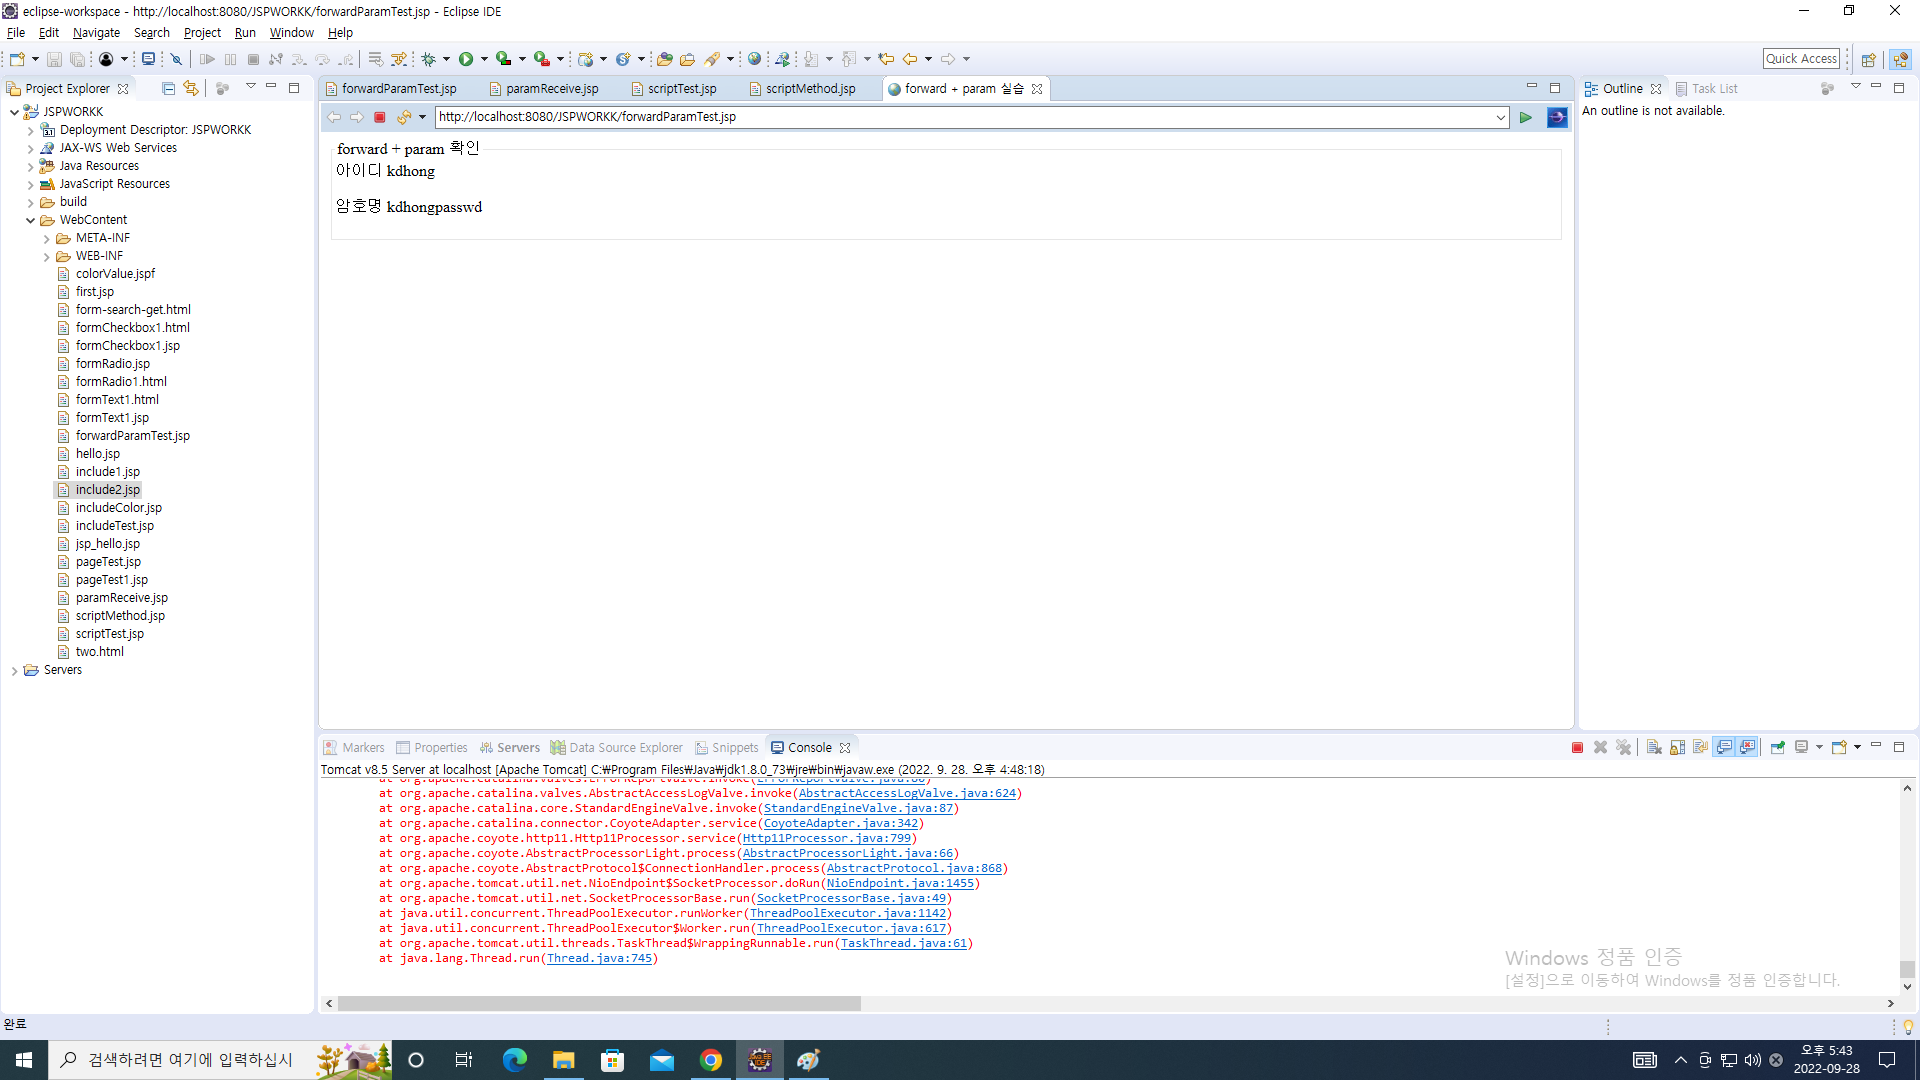 eclipse-workspace - http://localhost:8080/JSPWORKK/forwardParamTest.jsp - Eclipse IDE
File Edit Navigate Search Project Run Window Help
Quick Access
Project Explorer
JSPWORKK
Deployment Descriptor: JSPWORKK
JAX-WS Web Services
Java Resources
JavaScript Resources
build
WebContent
META-INF
WEB-INF
colorValue.jspf
first.jsp
form-search-get.html
formCheckbox1.html
formCheckbox1.jsp
formRadio.jsp
formRadio1.html
formText1.html
formText1.jsp
forwardParamTest.jsp
hello.jsp
include1.jsp
include2.jsp
includeColor.jsp
includeTest.jsp
jsp_hello.jsp
pageTest.jsp
pageTest1.jsp
paramReceive.jsp
scriptMethod.jsp
scriptTest.jsp
two.html
Servers
forwardParamTest.jsp paramReceive.jsp scriptTest.jsp scriptMethod.jsp forward + param 실습
http://localhost:8080/JSPWORKK/forwardParamTest.jsp
forward + param 확인
아이디 kdhong
암호명 kdhongpasswd
Outline Task List
An outline is not available.
Markers Properties Servers Data Source Explorer Snippets Console
Tomcat v8.5 Server at localhost [Apache Tomcat] C:₩Program Files₩Java₩jdk1.8.0_73₩jre₩bin₩javaw.exe (2022. 9. 28. 오후 4:48:18)
at org.apache.catalina.valves.ErrorReportValve.invoke(ErrorReportValve.java:80)
at org.apache.catalina.valves.AbstractAccessLogValve.invoke(AbstractAccessLogValve.java:624)
at org.apache.catalina.core.StandardEngineValve.invoke(StandardEngineValve.java:87)
at org.apache.catalina.connector.CoyoteAdapter.service(CoyoteAdapter.java:342)
at org.apache.coyote.http11.Http11Processor.service(Http11Processor.java:799)
at org.apache.coyote.AbstractProcessorLight.process(AbstractProcessorLight.java:66)
at org.apache.coyote.AbstractProtocol$ConnectionHandler.process(AbstractProtocol.java:868)
at org.apache.tomcat.util.net.NioEndpoint$SocketProcessor.doRun(NioEndpoint.java:1455)
at org.apache.tomcat.util.net.SocketProcessorBase.run(SocketProcessorBase.java:49)
at java.util.concurrent.ThreadPoolExecutor.runWorker(ThreadPoolExecutor.java:1142)
at java.util.concurrent.ThreadPoolExecutor$Worker.run(ThreadPoolExecutor.java:617)
at org.apache.tomcat.util.threads.TaskThread$WrappingRunnable.run(TaskThread.java:61)
at java.lang.Thread.run(Thread.java:745)
Windows 정품 인증
[설정]으로 이동하여 Windows를 정품 인증합니다.
완료
검색하려면 여기에 입력하십시
오후 5:43
2022-09-28